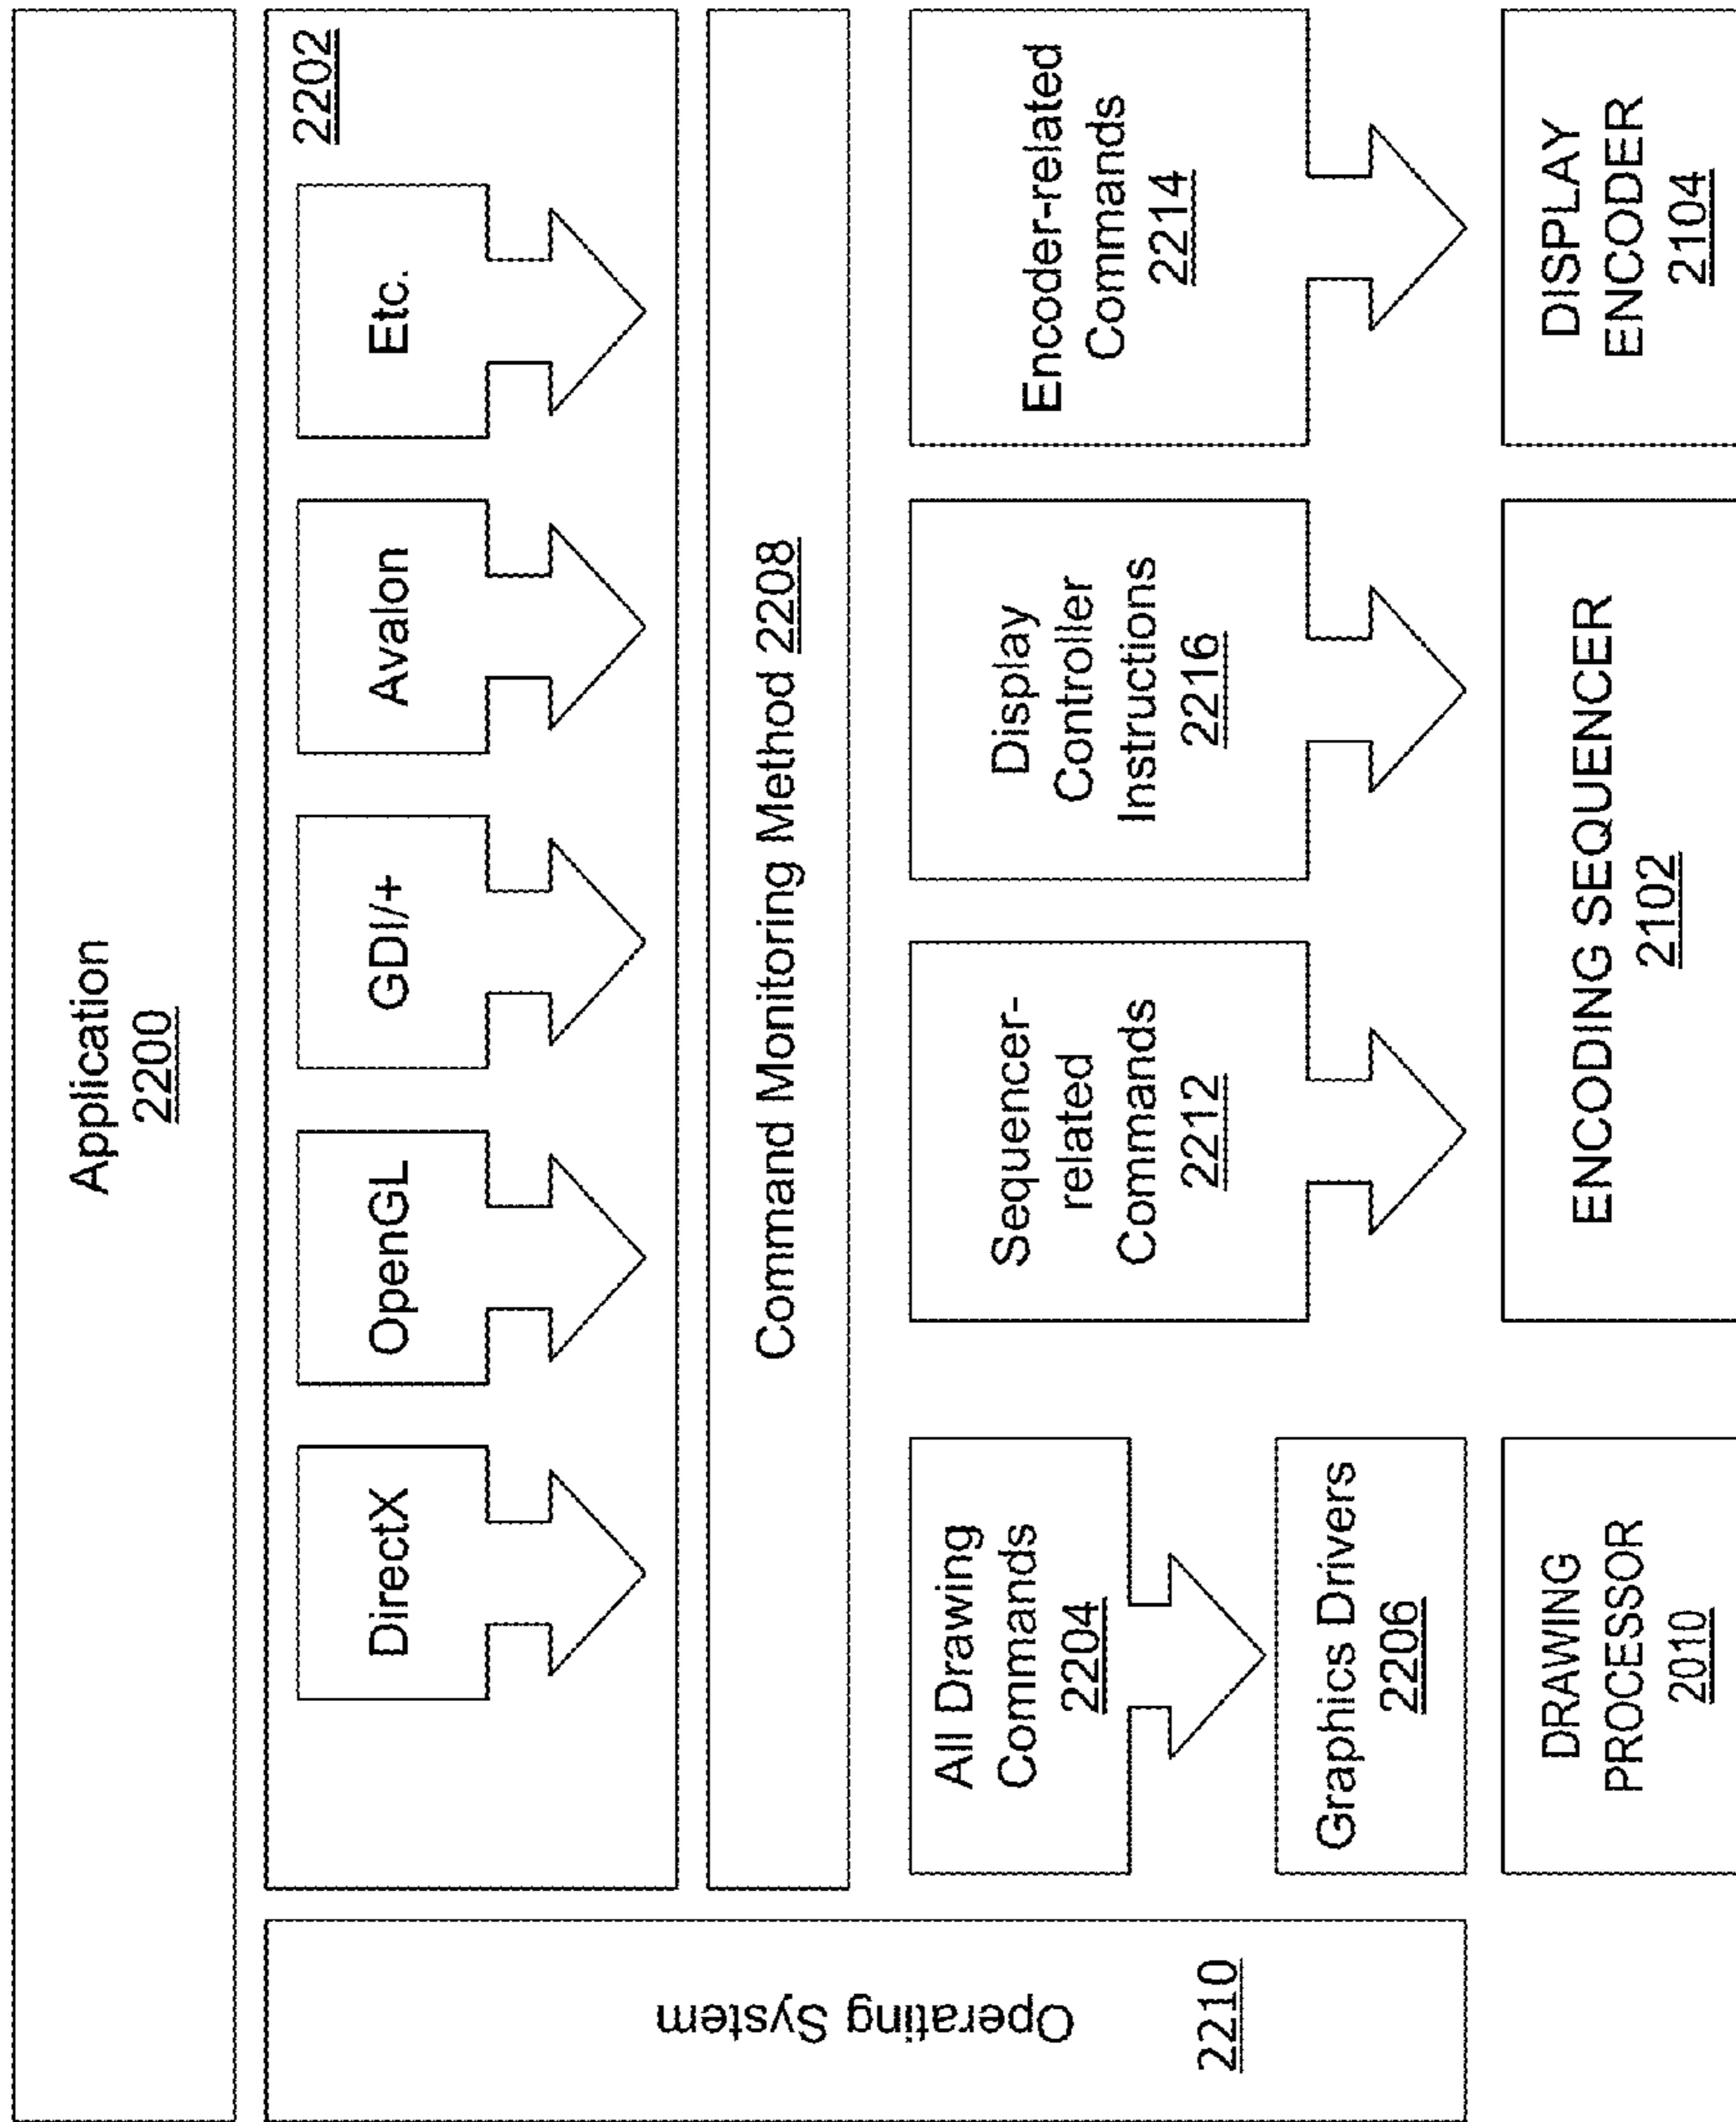 Application
2200
Operating System
2210
2202
DirectX
OpenGL
GDI/+
Avalon
Etc.
Command Monitoring Method 2208
All Drawing
Commands
2204
Graphics Drivers
2206
Sequencer-
related
Commands
2212
Display
Controller
Instructions
2216
Encoder-related
Commands
2214
DRAWING
PROCESSOR
2010
ENCODING SEQUENCER
2102
DISPLAY
ENCODER
2104